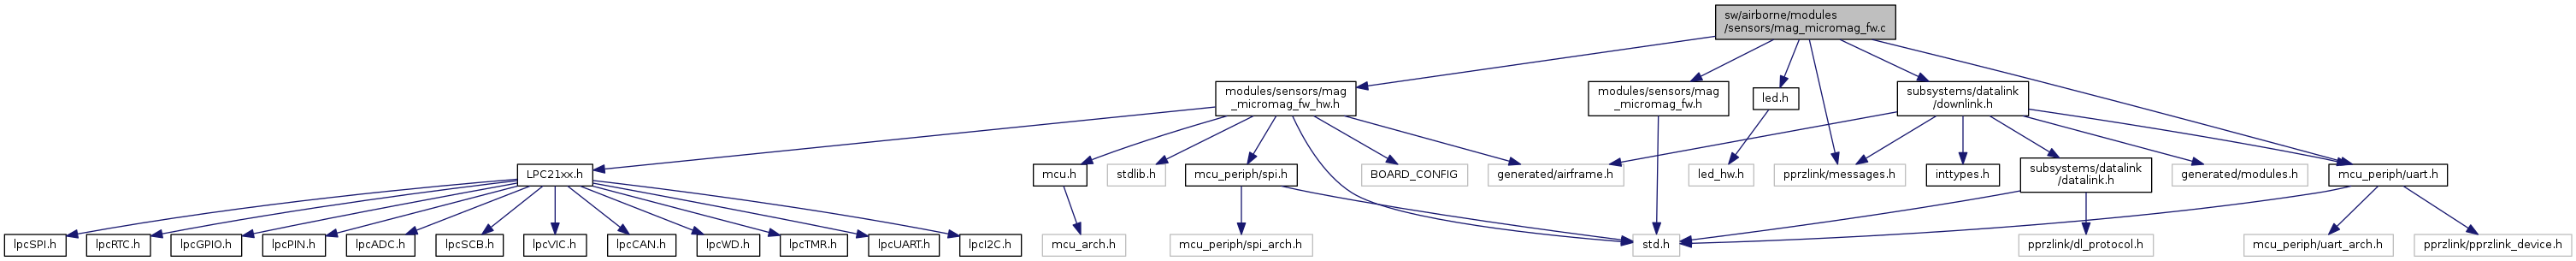 sw/airborne/modules
/sensors/mag_micromag_fw.c
modules/sensors/mag
_micromag_fw_hw.h
modules/sensors/mag
_micromag_fw.h
led.h
subsystems/datalink
/downlink.h
LPC21xx.h
mcu.h
stdlib.h
mcu_periph/spi.h
BOARD_CONFIG
generated/airframe.h
led_hw.h
pprzlink/messages.h
inttypes.h
subsystems/datalink
/datalink.h
generated/modules.h
mcu_periph/uart.h
lpcSPI.h
lpcRTC.h
lpcGPIO.h
lpcPIN.h
lpcADC.h
lpcSCB.h
lpcVIC.h
lpcCAN.h
lpcWD.h
lpcTMR.h
lpcUART.h
lpcI2C.h
mcu_arch.h
mcu_periph/spi_arch.h
std.h
pprzlink/dl_protocol.h
mcu_periph/uart_arch.h
pprzlink/pprzlink_device.h